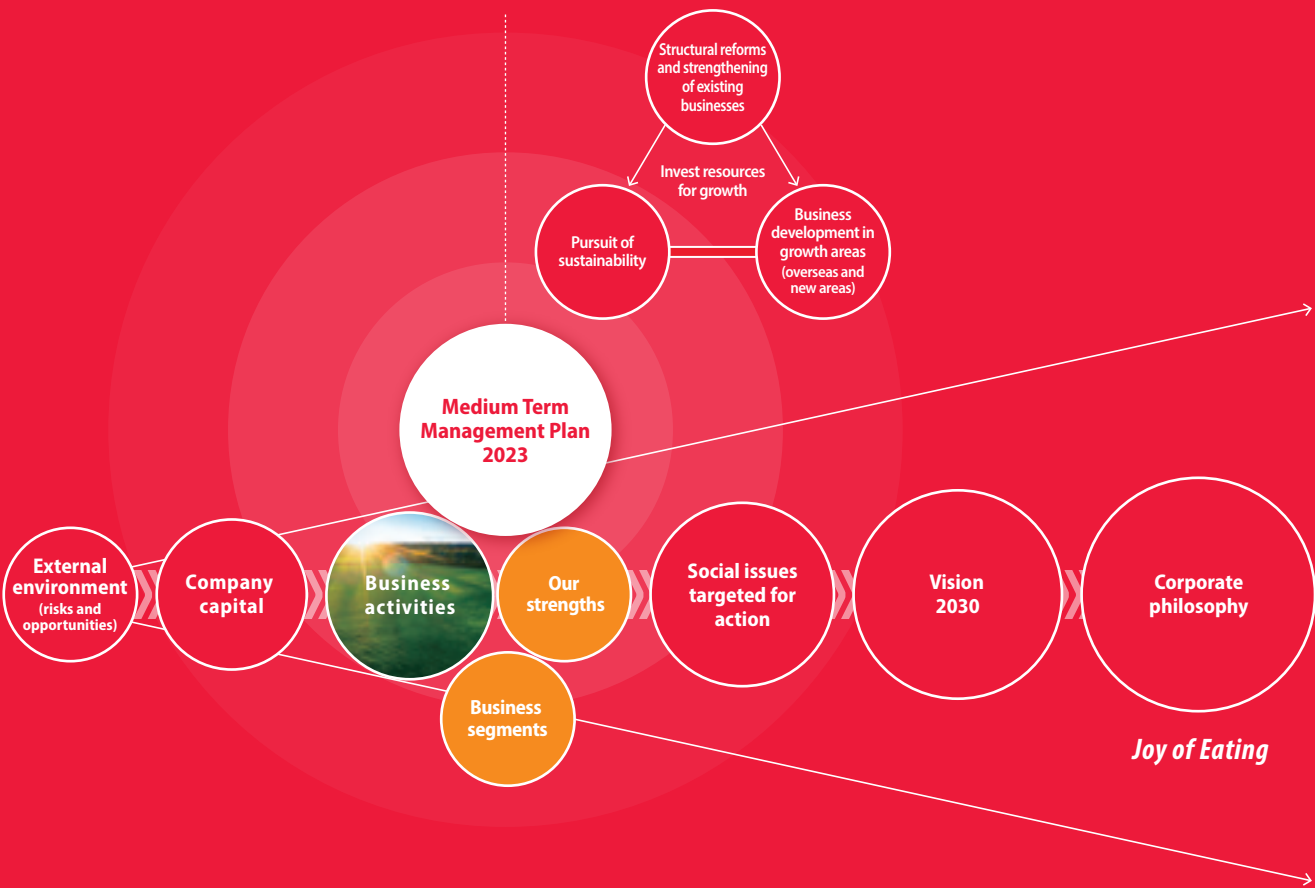 Structural reforms
and strengthening
of existing
businesses
Invest resources
for growth
Pursuit of
sustainability
Business
development in
growth areas
(overseas and
new areas)
Medium Term
Management Plan
2023
External
environment
(risks and
opportunities)
Company
capital
Business
activities
Our
strengths
Business
segments
Social issues
targeted for
action
Vision
2030
Corporate
philosophy
Joy of Eating